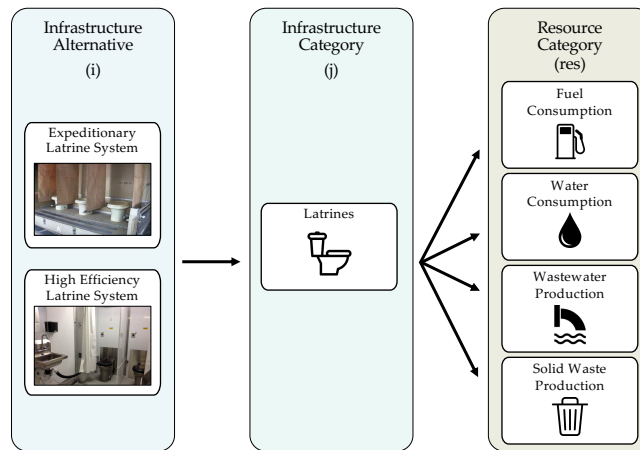 Infrastructure
Alternative
(i)
Expeditionary
Latrine System
High Efficiency
Latrine System
Infrastructure
Category
(j)
Latrines
Resource
Category
(res)
Fuel
Consumption
Water
Consumption
Wastewater
Production
Solid Waste
Production